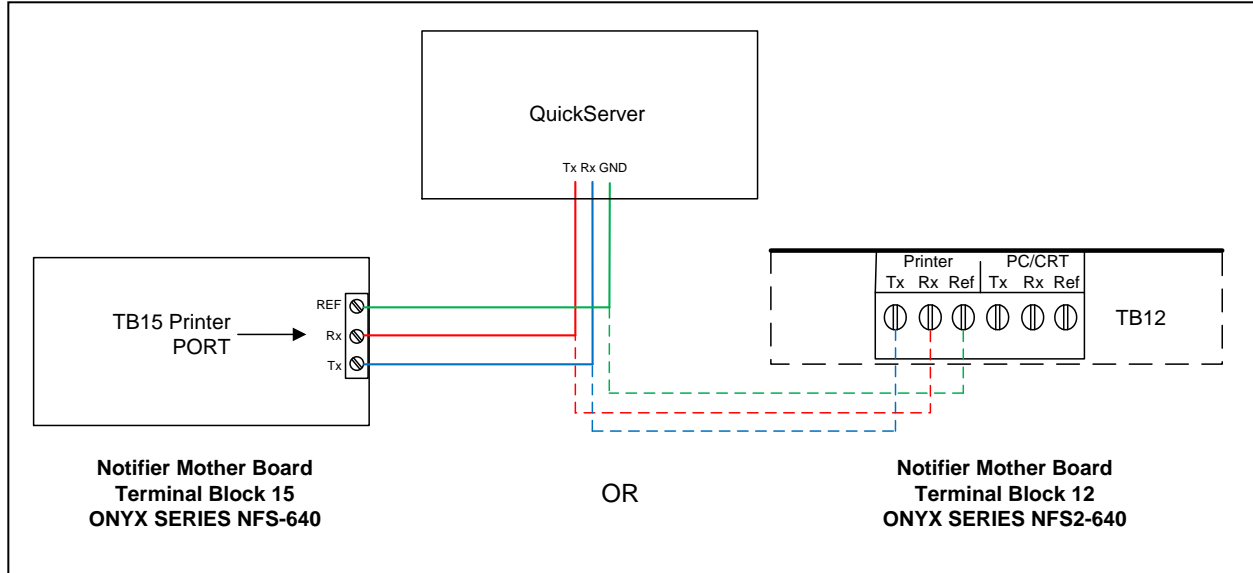 QuickServer
Tx Rx GND
Printer PC/CRT
Tx Rx Ref Tx Rx Ref
TB12
REF
Rx
Tx
TB15 Printer
PORT
Notifier Mother Board
Terminal Block 15
ONYX SERIES NFS-640
OR
Notifier Mother Board
Terminal Block 12
ONYX SERIES NFS2-640